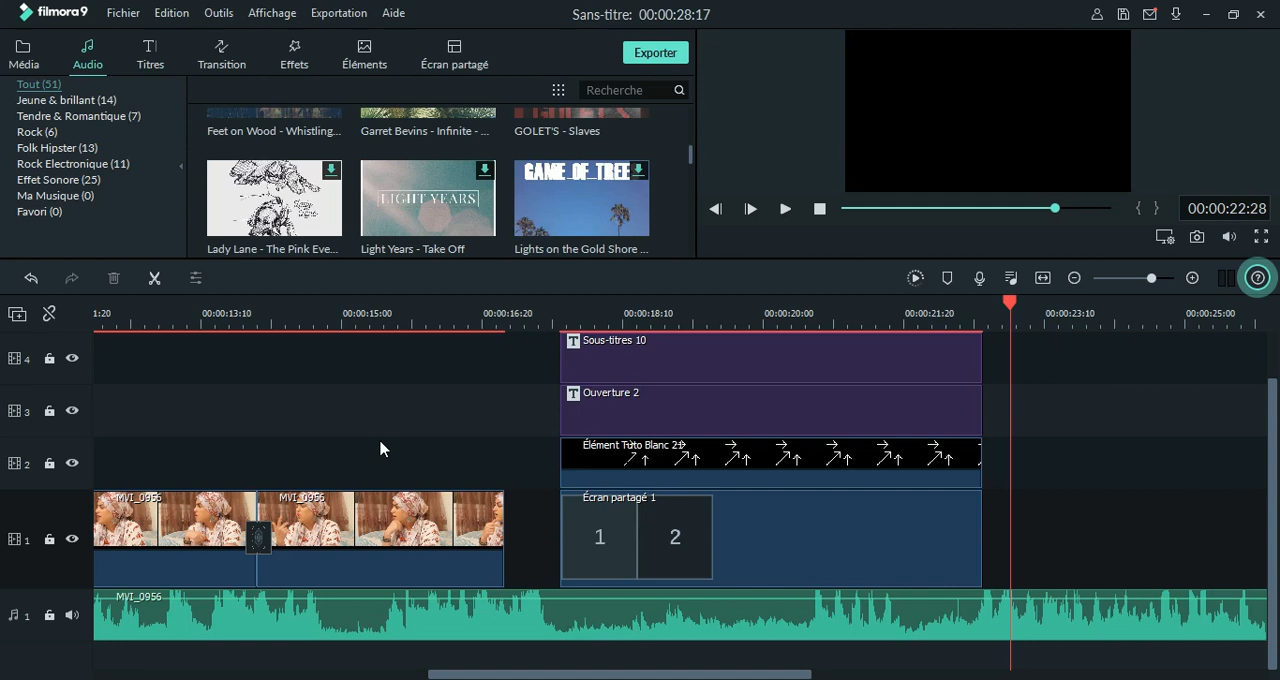 filmora9 Fichier Edition Outils Affichage Exportation Aide Sans-titre: 00:00:28:17
Média Audio Titres Transition Effets Éléments Écran partagé Exporter
Tout (51)
Jeune & brillant (14)
Tendre & Romantique (7)
Rock (6)
Folk Hipster (13)
Rock Electronique (11)
Effet Sonore (25)
Ma Musique (0)
Favori (0)
Recherche
Feet on Wood - Whistling... Garret Bevins - Infinite - ... GOLET'S - Slaves
LIGHT YEARS GAME OF TREE
Lady Lane - The Pink Eve... Light Years - Take Off Lights on the Gold Shore ...
{ } 00:00:22:28
1:20 00:00:13:10 00:00:15:00 00:00:16:20 00:00:18:10 00:00:20:00 00:00:21:20 00:00:23:10 00:00:25:00
4 T Sous-titres 10
3 T Ouverture 2
2 Élément Tuto Blanc 21
1 MVI_0956 MVI_0956 Écran partagé 1
1 2
1 MVI_0956